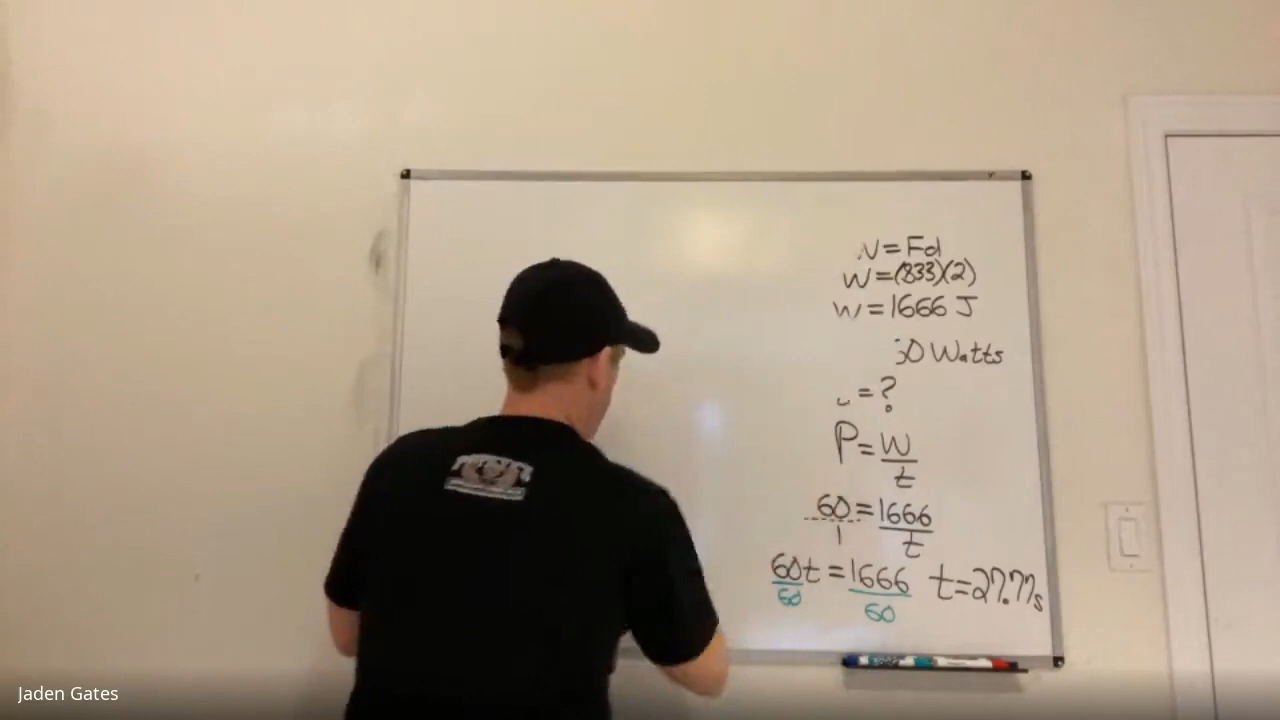 W=Fd
W=(833)(2)
W=1666 J
60 Watts
=?
P=W/t
60/1=1666/t
60t/60=1666/60 t=27.77s
Jaden Gates